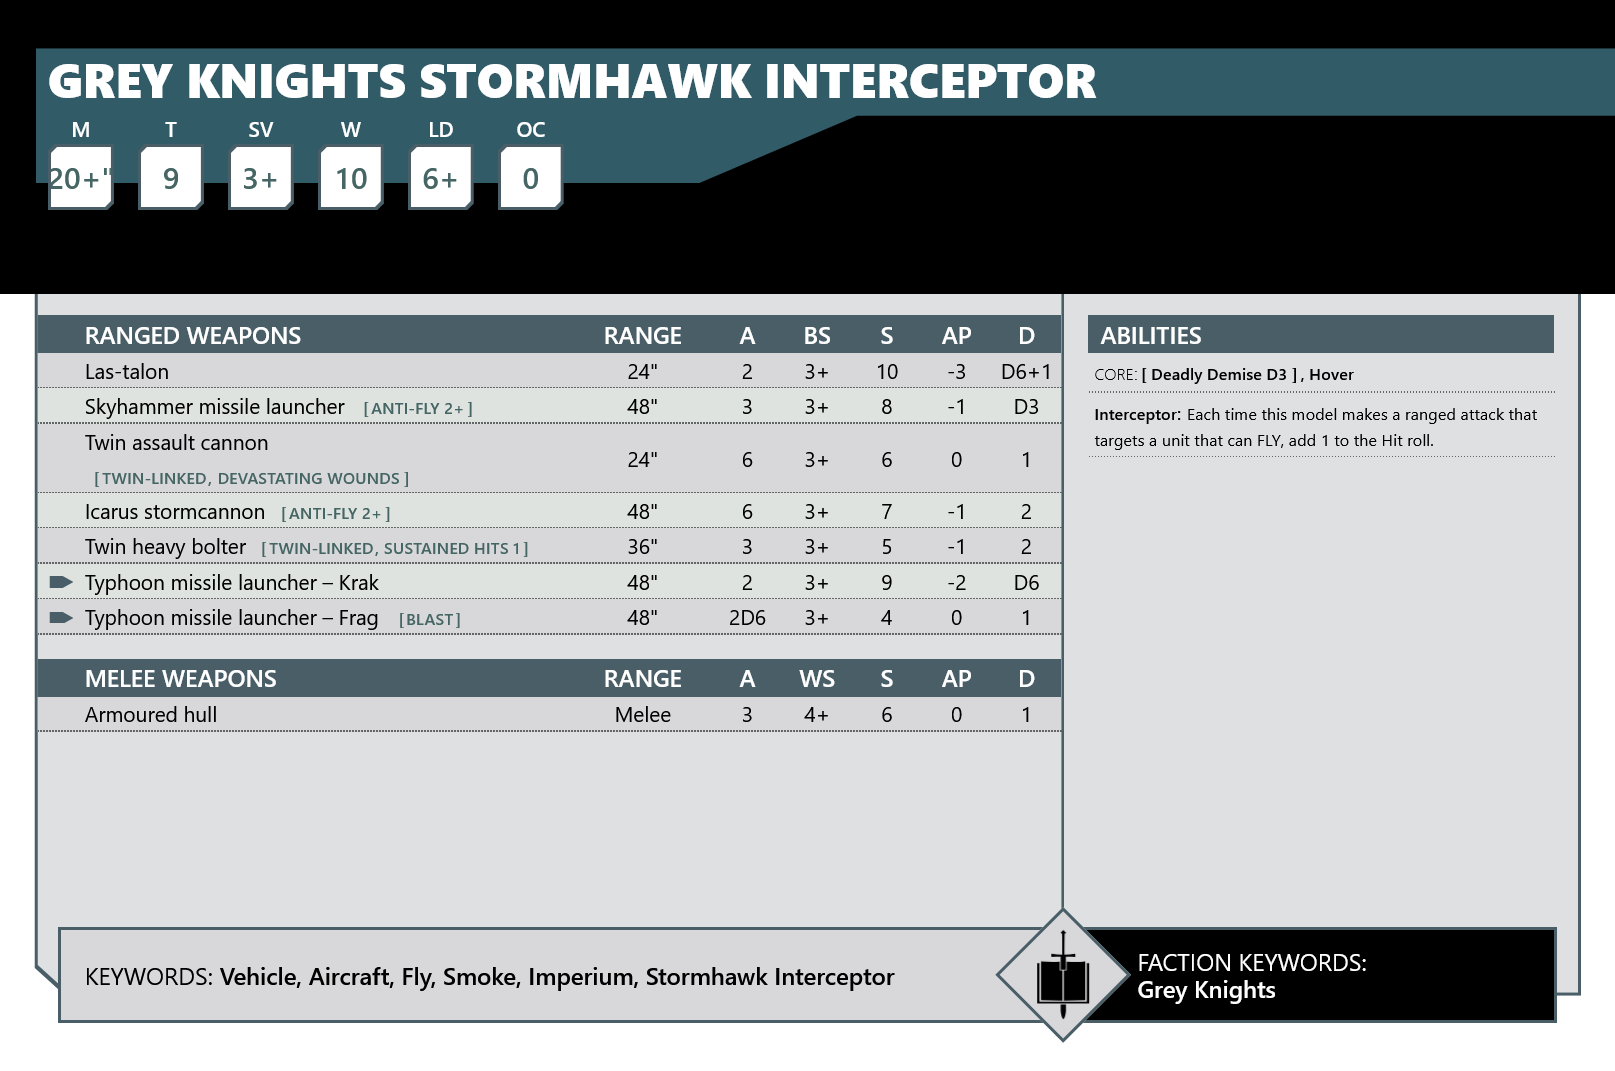 GREY KNIGHTS STORMHAWK INTERCEPTOR
M T SV W LD OC
20+" 9 3+ 10 6+ 0
RANGED WEAPONS RANGE A BS S AP D
Las-talon 24" 2 3+ 10 -3 D6+1
Skyhammer missile launcher [ANTI-FLY 2+] 48" 3 3+ 8 -1 D3
Twin assault cannon
[TWIN-LINKED, DEVASTATING WOUNDS] 24" 6 3+ 6 0 1
Icarus stormcannon [ANTI-FLY 2+] 48" 6 3+ 7 -1 2
Twin heavy bolter [TWIN-LINKED, SUSTAINED HITS 1] 36" 3 3+ 5 -1 2
Typhoon missile launcher – Krak 48" 2 3+ 9 -2 D6
Typhoon missile launcher – Frag [BLAST] 48" 2D6 3+ 4 0 1
MELEE WEAPONS RANGE A WS S AP D
Armoured hull Melee 3 4+ 6 0 1
ABILITIES
CORE: [ Deadly Demise D3 ] , Hover
Interceptor: Each time this model makes a ranged attack that
targets a unit that can FLY, add 1 to the Hit roll.
KEYWORDS: Vehicle, Aircraft, Fly, Smoke, Imperium, Stormhawk Interceptor
FACTION KEYWORDS:
Grey Knights